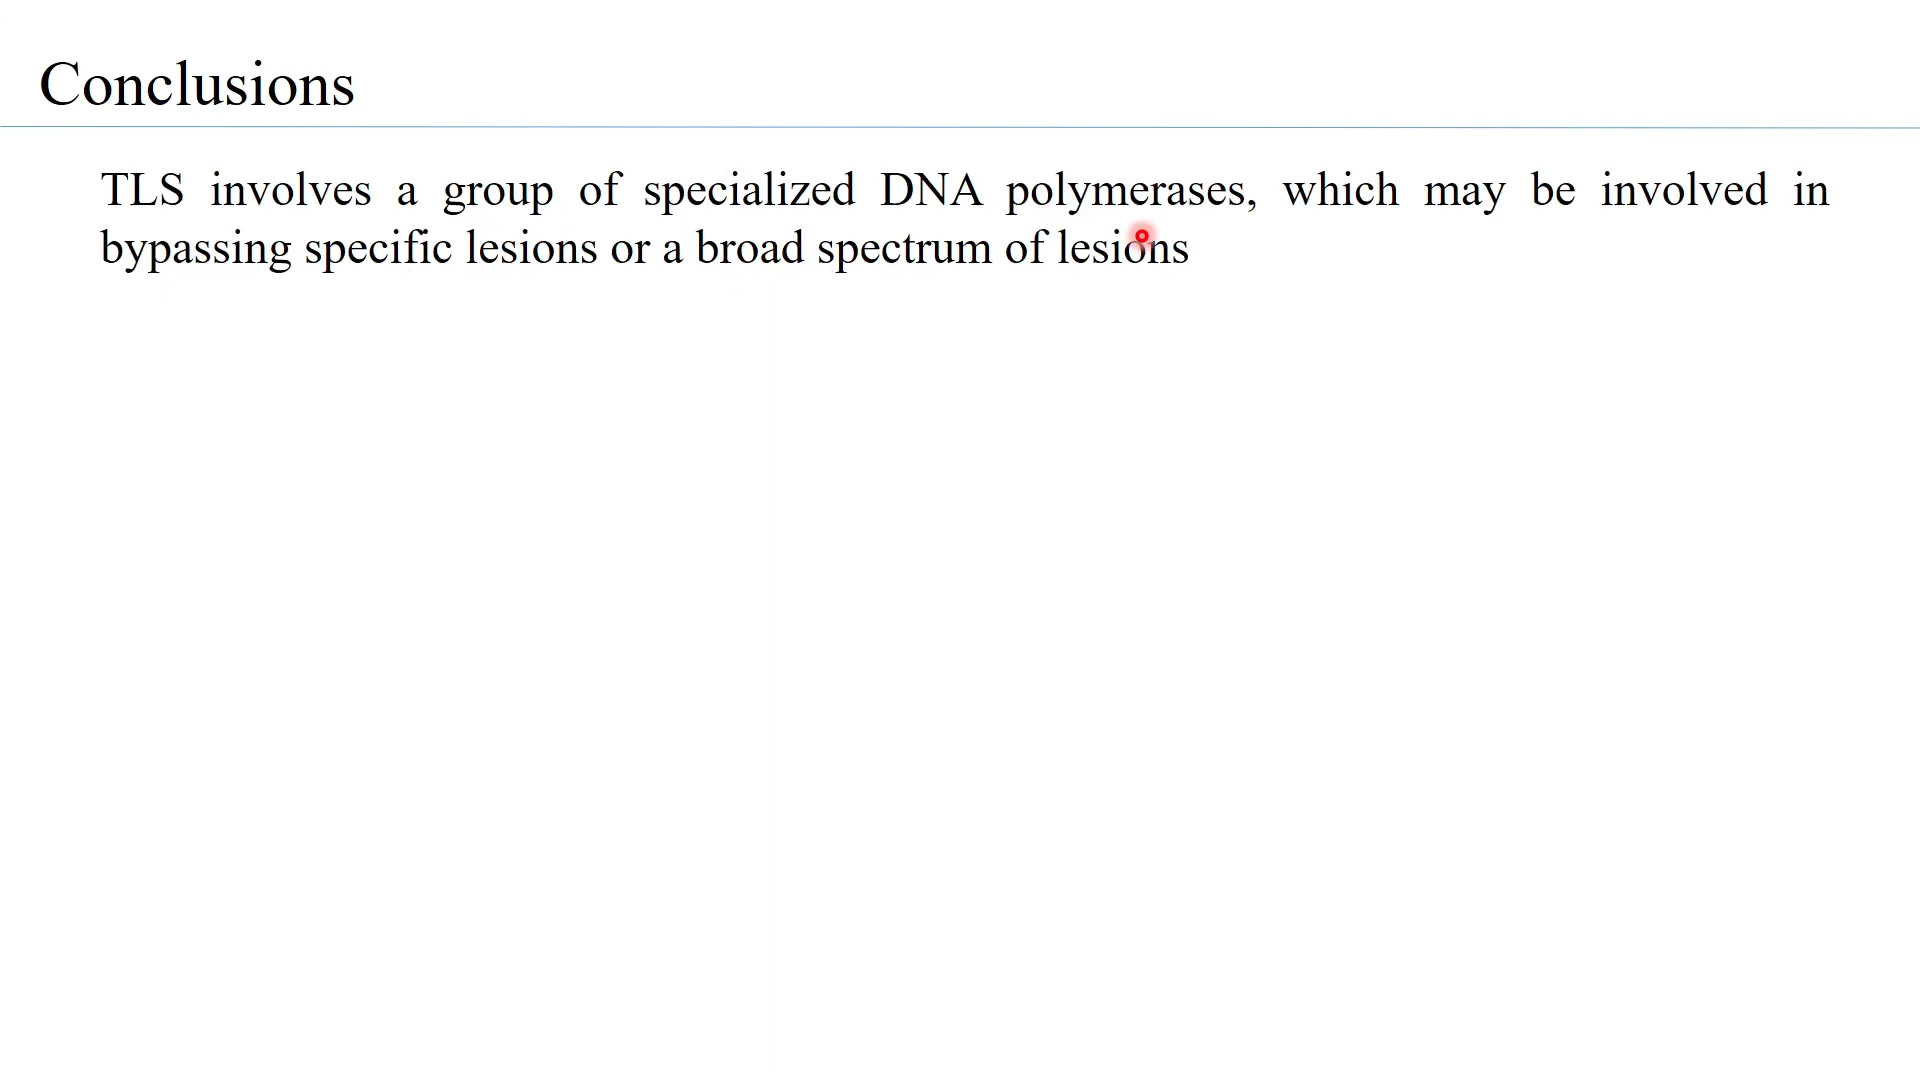 Conclusions
TLS involves a group of specialized DNA polymerases, which may be involved in
bypassing specific lesions or a broad spectrum of lesions